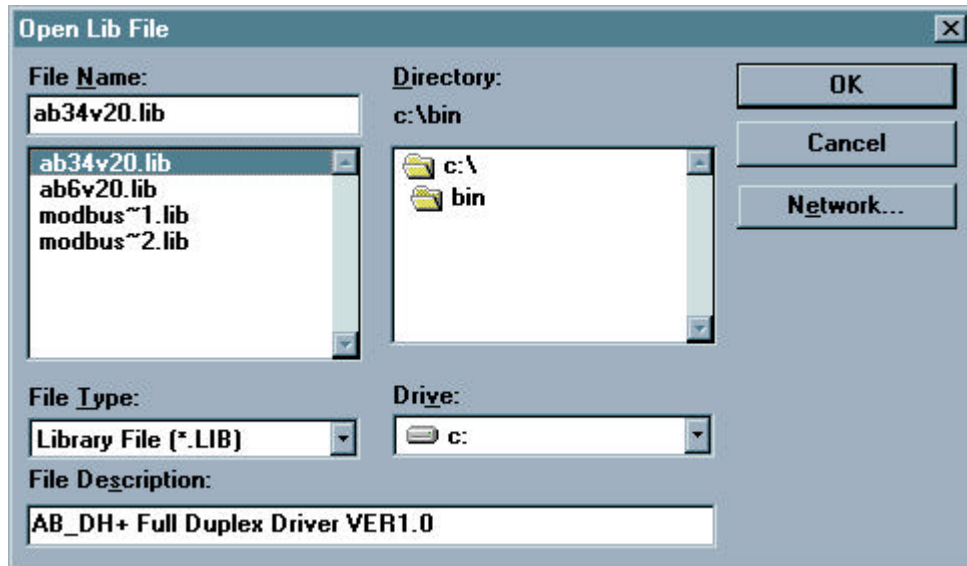 Open Lib File
File Name:
ab34v20.lib
ab34v20.lib
ab6v20.lib
modbus~1.lib
modbus~2.lib
Directory:
c:\bin
c:\
bin
OK
Cancel
Network...
File Type:
Library File (*.LIB)
Drive:
c:
File Description:
AB_DH+ Full Duplex Driver VER1.0